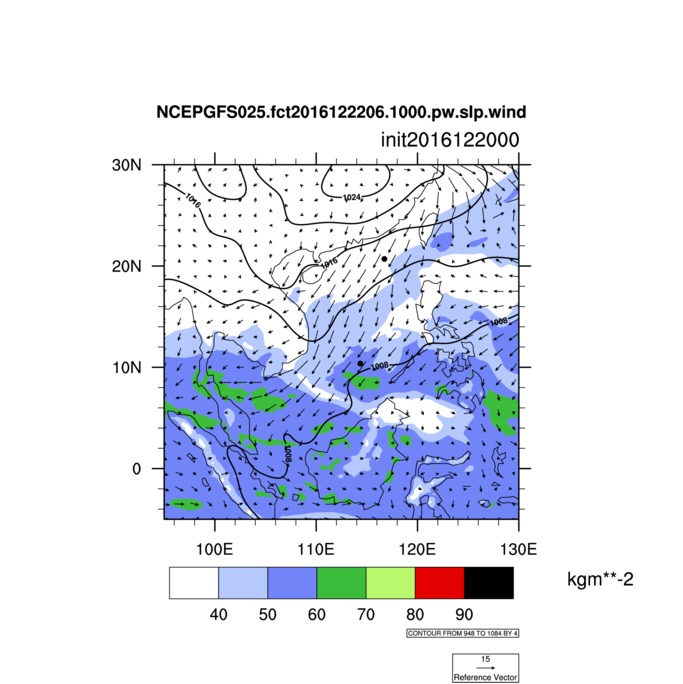 NCEPGFS025.fct2016122206.1000.pw.slp.wind
init2016122000
30N
1016
1024
1016
20N
1008
1008
10N
1008
0
100E 110E 120E 130E
kgm**-2
40 50 60 70 80 90
CONTOUR FROM 948 TO 1084 BY 4
15
Reference Vector